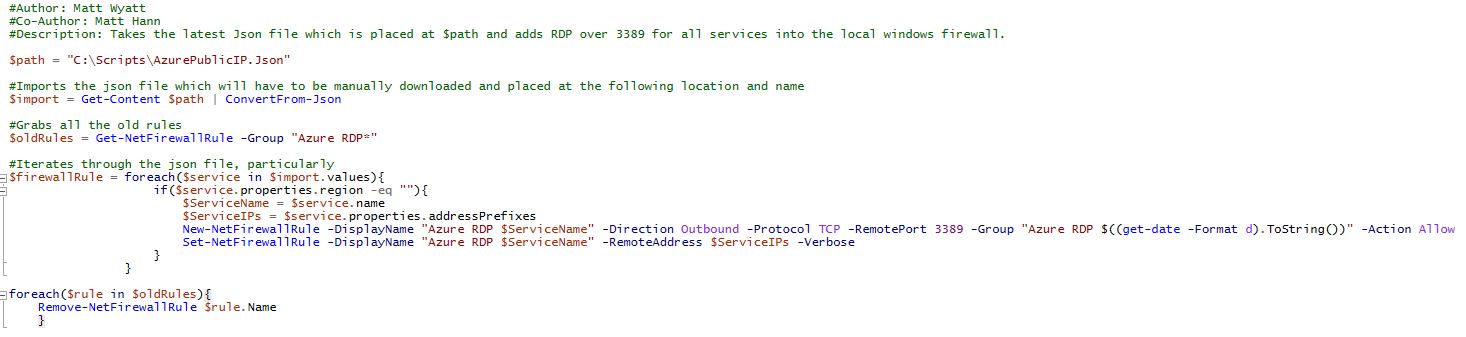 #Author: Matt Wyatt
#Co-Author: Matt Hann
#Description: Takes the latest Json file which is placed at $path and adds RDP over 3389 for all services into the local windows firewall.
$path = "C:\Scripts\AzurePublicIP.Json"
#Imports the json file which will have to be manually downloaded and placed at the following location and name
$import = Get-Content $path | ConvertFrom-Json
#Grabs all the old rules
$oldRules = Get-NetFirewallRule -Group "Azure RDP*"
#Iterates through the json file, particularly
$firewallRule = foreach($service in $import.values){
if($service.properties.region -eq ""){
$ServiceName = $service.name
$ServiceIPs = $service.properties.addressPrefixes
New-NetFirewallRule -DisplayName "Azure RDP $ServiceName" -Direction Outbound -Protocol TCP -RemotePort 3389 -Group "Azure RDP $((get-date -Format d).ToString())" -Action Allow
Set-NetFirewallRule -DisplayName "Azure RDP $ServiceName" -RemoteAddress $ServiceIPs -Verbose
}
}
foreach($rule in $oldRules){
Remove-NetFirewallRule $rule.Name
}